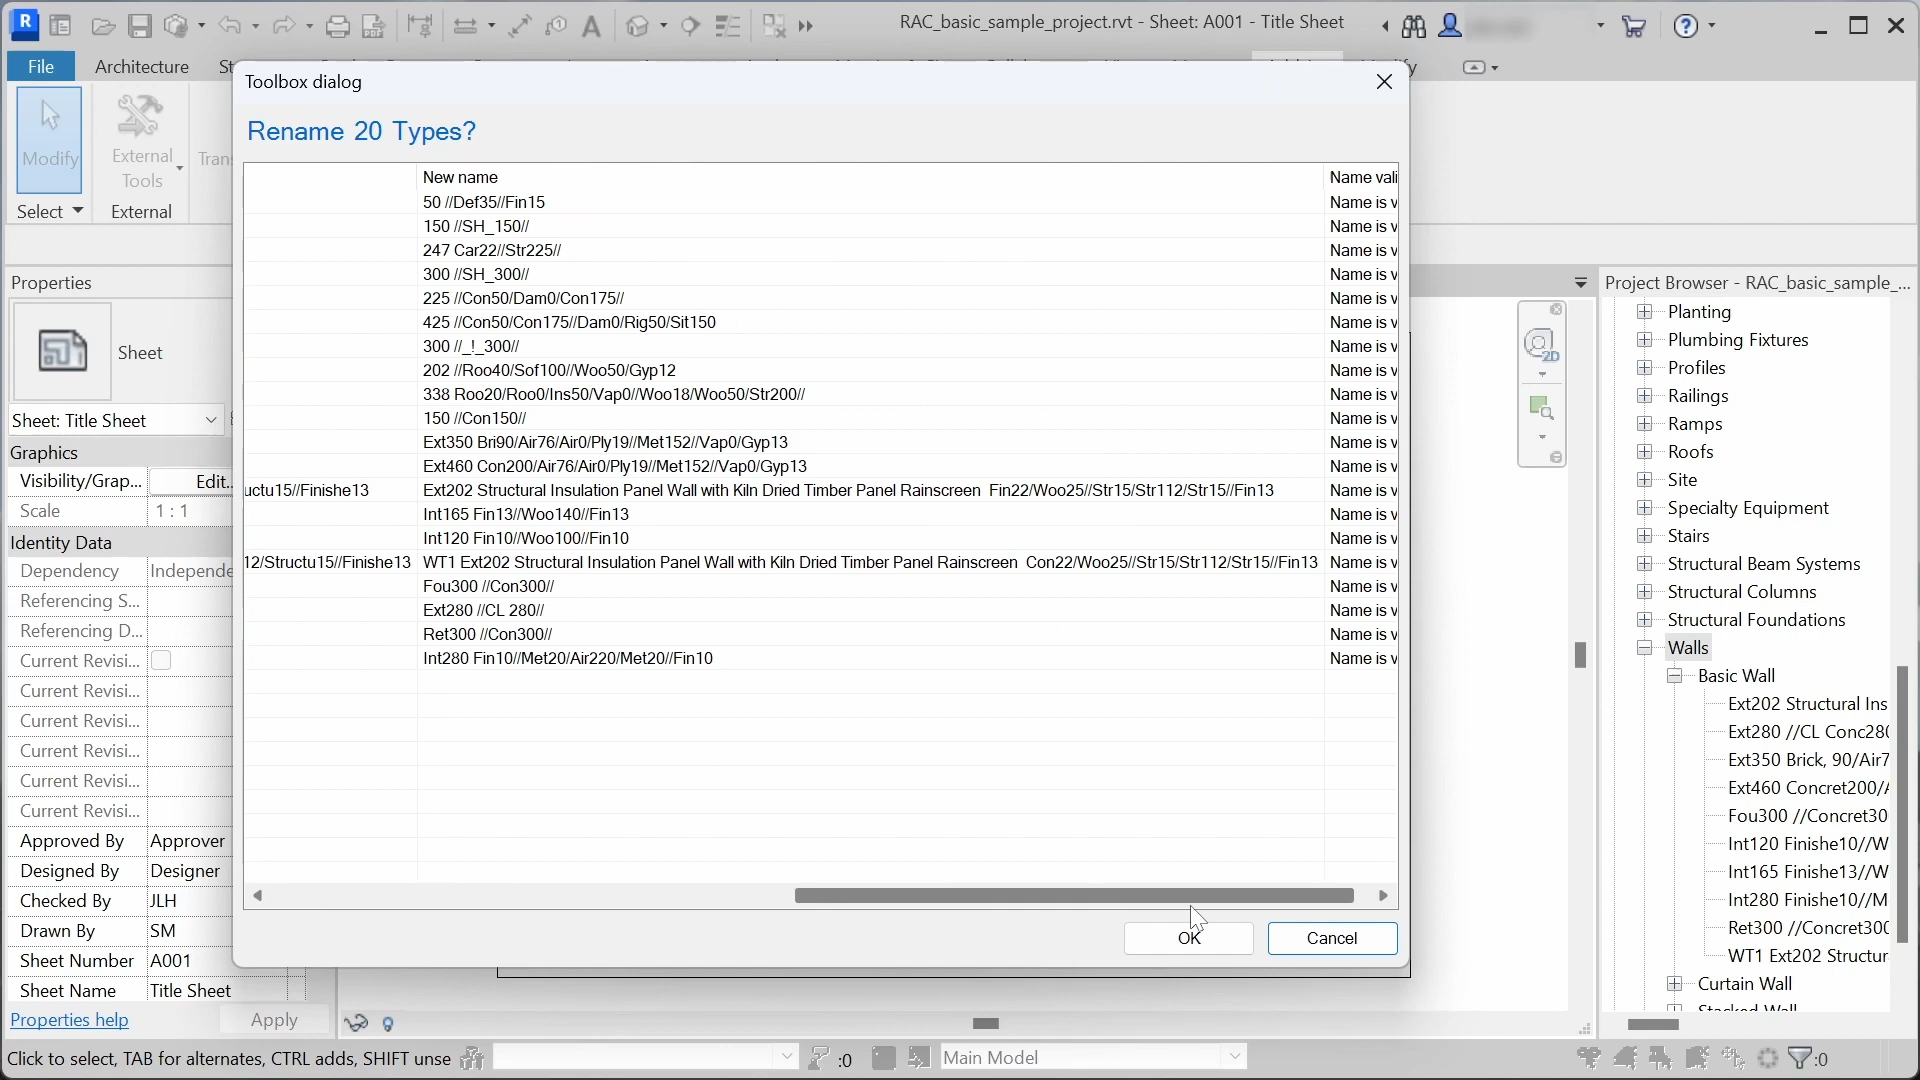 RAC_basic_sample_project.rvt - Sheet: A001 - Title Sheet
File
Architecture
Toolbox dialog
Rename 20 Types?
Modify
External
Tools
Select
External
New name
Name vali
50 //Def35//Fin15
Name is v
150 //SH_150//
Name is v
247 Car22//Str225//
Name is v
300 //SH_300//
Name is v
225 //Con50/Dam0/Con175//
Name is v
425 //Con50/Con175//Dam0/Rig50/Sit150
Name is v
300 //_!_300//
Name is v
202 //Roo40/Sof100//Woo50/Gyp12
Name is v
338 Roo20/Roo0/Ins50/Vap0//Woo18/Woo50/Str200//
Name is v
150 //Con150//
Name is v
Ext350 Bri90/Air76/Air0/Ply19//Met152//Vap0/Gyp13
Name is v
Ext460 Con200/Air76/Air0/Ply19//Met152//Vap0/Gyp13
Name is v
uctu15//Finishe13
Ext202 Structural Insulation Panel Wall with Kiln Dried Timber Panel Rainscreen  Fin22/Woo25//Str15/Str112/Str15//Fin13
Name is v
Int165 Fin13//Woo140//Fin13
Name is v
Int120 Fin10//Woo100//Fin10
Name is v
12/Structu15//Finishe13
WT1 Ext202 Structural Insulation Panel Wall with Kiln Dried Timber Panel Rainscreen  Con22/Woo25//Str15/Str112/Str15//Fin13
Name is v
Fou300 //Con300//
Name is v
Ext280 //CL 280//
Name is v
Ret300 //Con300//
Name is v
Int280 Fin10//Met20/Air220/Met20//Fin10
Name is v
OK
Cancel
Properties
Sheet
Sheet: Title Sheet
Graphics
Visibility/Grap...
Edit...
Scale
1 : 1
Identity Data
Dependency
Independe
Referencing S...
Referencing D...
Current Revisi...
Current Revisi...
Current Revisi...
Current Revisi...
Current Revisi...
Current Revisi...
Approved By
Approver
Designed By
Designer
Checked By
JLH
Drawn By
SM
Sheet Number
A001
Sheet Name
Title Sheet
Properties help
Apply
2D
Project Browser - RAC_basic_sample_...
Planting
Plumbing Fixtures
Profiles
Railings
Ramps
Roofs
Site
Specialty Equipment
Stairs
Structural Beam Systems
Structural Columns
Structural Foundations
Walls
Basic Wall
Ext202 Structural Ins
Ext280 //CL Conc280
Ext350 Brick, 90/Air7
Ext460 Concret200/A
Fou300 //Concret30
Int120 Finishe10//W
Int165 Finishe13//W
Int280 Finishe10//M
Ret300 //Concret300
WT1 Ext202 Structur
Curtain Wall
Stacked Wall
Click to select, TAB for alternates, CTRL adds, SHIFT unse
:0
Main Model
:0